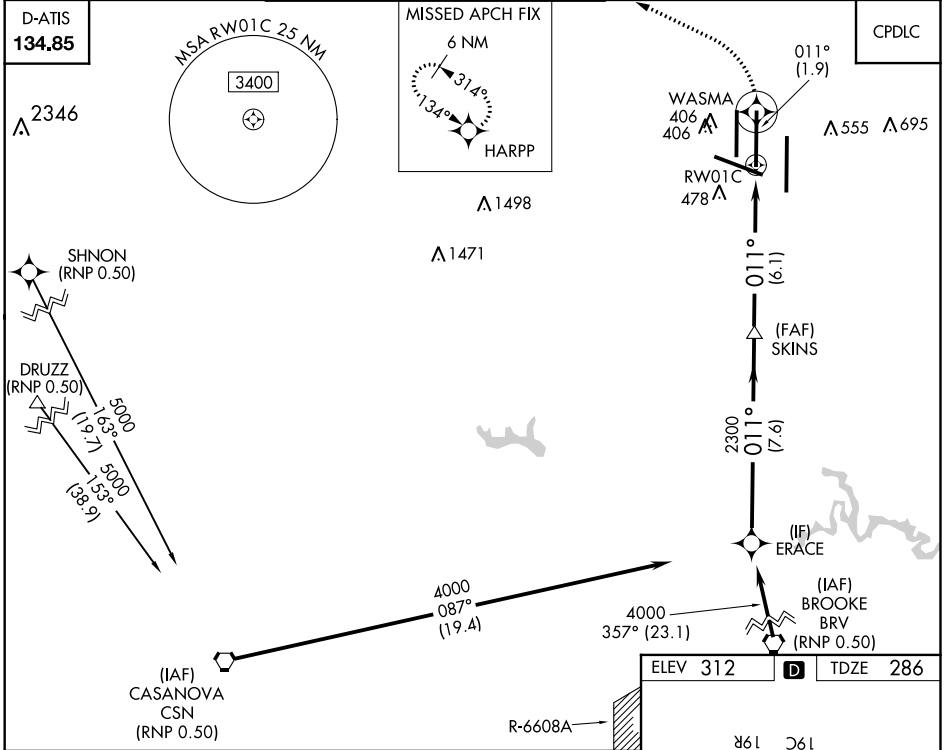 D-ATIS
134.85
MSA RW01C 25 NM
3400
MISSED APCH FIX
6 NM
314°
134°
HARPP
CPDLC
011°
(1.9)
WASMA
406
406
555
695
2346
RW01C
478
1498
1471
SHNON
(RNP 0.50)
DRUZZ
(RNP 0.50)
5000
163°
(19.7)
5000
153°
(38.9)
011°
(6.1)
(FAF)
SKINS
2300
011°
(7.6)
(IF)
ERACE
4000
087°
(19.4)
4000
357° (23.1)
(IAF)
BROOKE
BRV
(RNP 0.50)
(IAF)
CASANOVA
CSN
(RNP 0.50)
R-6608A
ELEV 312
D
TDZE 286
19R
19C